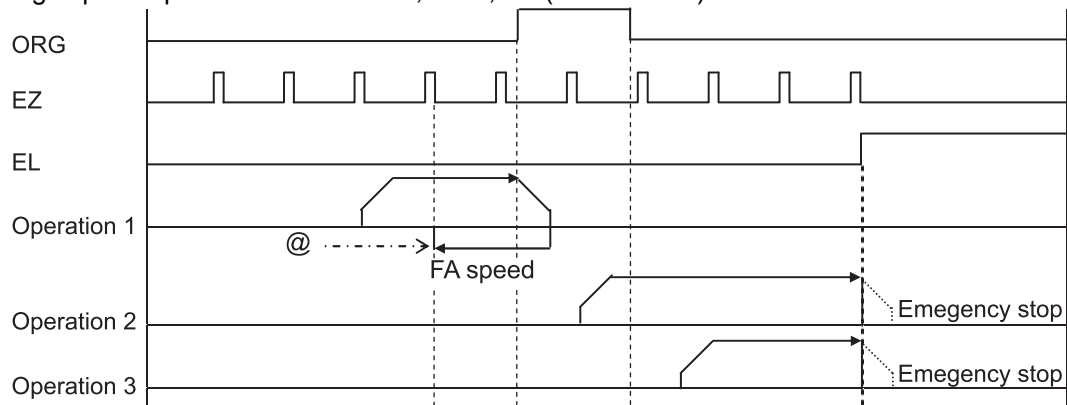 ORG
EZ
EL
Operation 1
@
FA speed
Operation 2
Emegency stop
Operation 3
Emegency stop